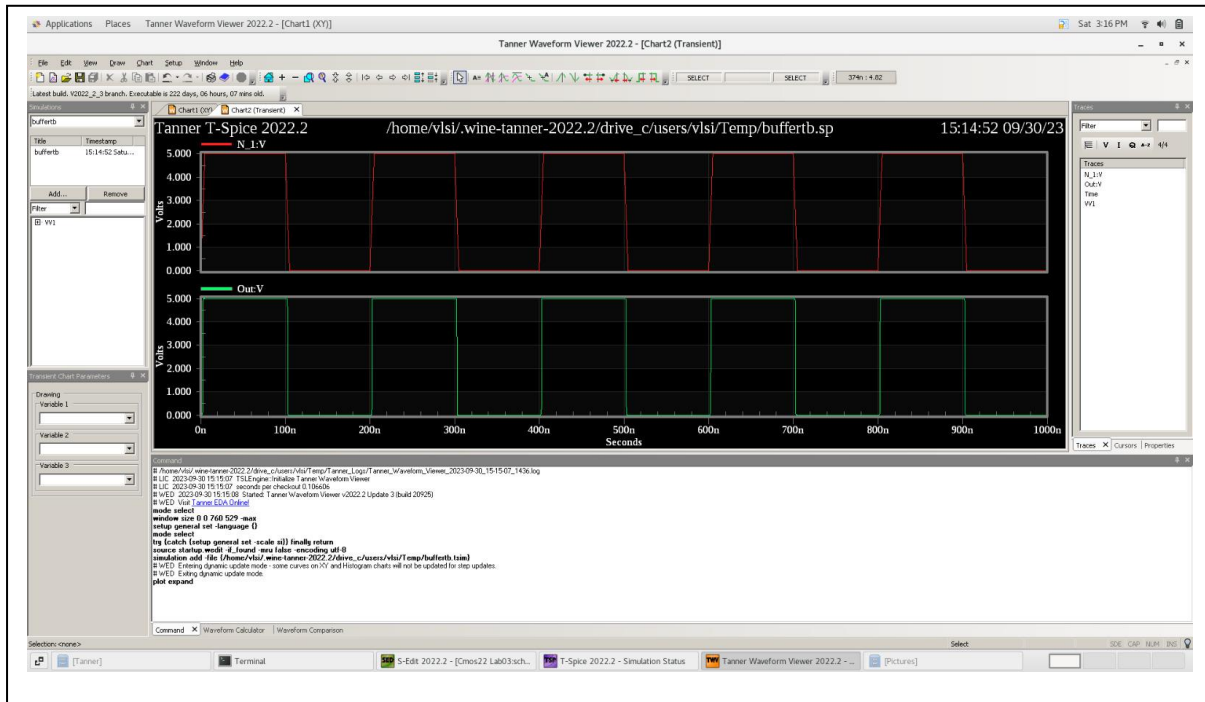 Applications Places Tanner Waveform Viewer 2022.2 - [Chart1 (XY)] Sat 3:16 PM
Tanner Waveform Viewer 2022.2 - [Chart2 (Transient)]
File Edit View Draw Chart Setup Window Help
SELECT SELECT 374n : 4.82
Latest build. V2022_2_3 branch. Executable is 222 days, 06 hours, 07 mins old.
Simulations
buffertb
Title Timestamp
buffertb 15:14:52 Satu...
Add... Remove
Filter
VV1
Transient Chart Parameters
Drawing
Variable 1
Variable 2
Variable 3
Chart1 (XY) Chart2 (Transient)
Tanner T-Spice 2022.2 /home/vlsi/.wine-tanner-2022.2/drive_c/users/vlsi/Temp/buffertb.sp 15:14:52 09/30/23
N_1:V
5.000
4.000
3.000
2.000
1.000
0.000
Volts
Out:V
5.000
4.000
3.000
2.000
1.000
0.000
Volts
0n 100n 200n 300n 400n 500n 600n 700n 800n 900n 1000n
Seconds
Traces
Filter
V I Q 4/4
Traces
N_1:V
Out:V
Time
VV1
Traces Cursors Properties
Command
# /home/vlsi/.wine-tanner-2022.2/drive_c/users/vlsi/Temp/Tanner_Logs/Tanner_Waveform_Viewer_2023-09-30_15-15-07_1436.log
# LIC 2023-09-30 15:15:07 TSLEngine::Initialize Tanner Waveform Viewer
# LIC 2023-09-30 15:15:07 seconds per checkout 0.106606
# WED 2023-09-30 15:15:08 Started: Tanner Waveform Viewer v2022.2 Update 3 (build 20925)
# WED Visit Tanner EDA Online!
mode select
window size 0 0 760 529 -max
setup general set -language {}
mode select
try {catch {setup general set -scale si}} finally return
source startup.wedit -if_found -mru false -encoding utf-8
simulation add -file {/home/vlsi/.wine-tanner-2022.2/drive_c/users/vlsi/Temp/buffertb.tsim}
# WED Entering dynamic update mode - some curves on XY and Histogram charts will not be updated for step updates.
# WED Exiting dynamic update mode.
plot expand
Command Waveform Calculator Waveform Comparison
Selection: <none> Select SDE CAP NUM INS
[Tanner] Terminal SED S-Edit 2022.2 - [Cmos22 Lab03:sch... TSP T-Spice 2022.2 - Simulation Status TWV Tanner Waveform Viewer 2022.2 - ... [Pictures]